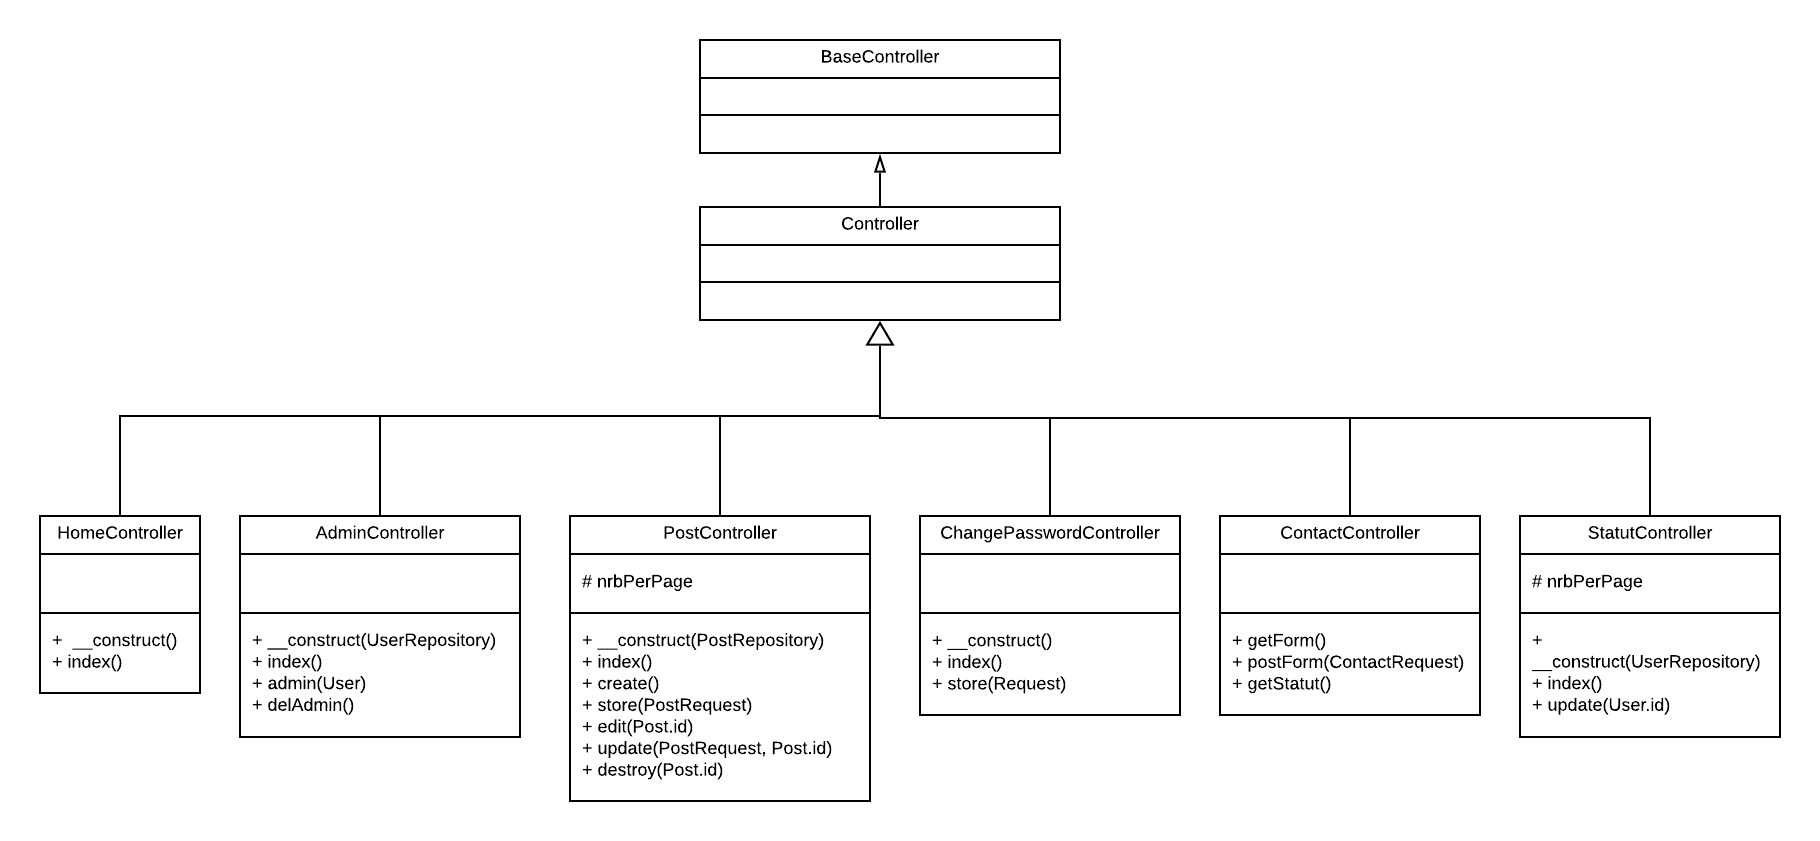 BaseController
Controller
HomeController
+  __construct()
+ index()
AdminController
+ __construct(UserRepository)
+ index()
+ admin(User)
+ delAdmin()
PostController
# nrbPerPage
+ __construct(PostRepository)
+ index()
+ create()
+ store(PostRequest)
+ edit(Post.id)
+ update(PostRequest, Post.id)
+ destroy(Post.id)
ChangePasswordController
+ __construct()
+ index()
+ store(Request)
ContactController
+ getForm()
+ postForm(ContactRequest)
+ getStatut()
StatutController
# nrbPerPage
+
__construct(UserRepository)
+ index()
+ update(User.id)